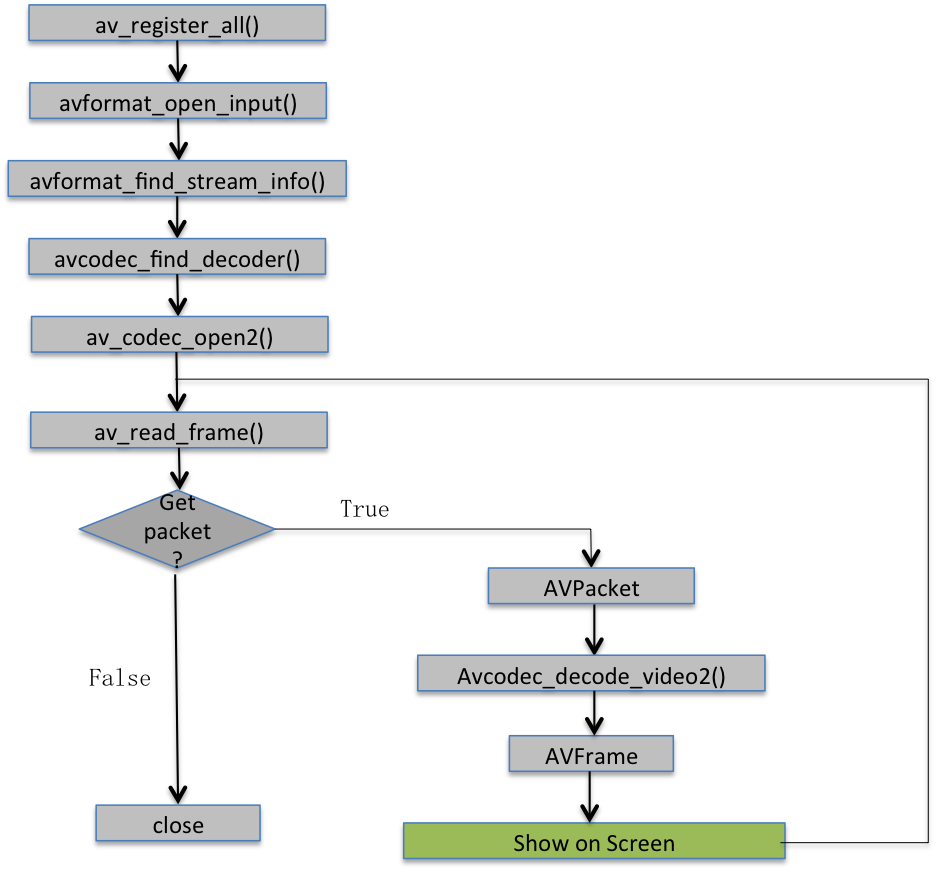 av_register_all()
avformat_open_input()
avformat_find_stream_info()
avcodec_find_decoder()
av_codec_open2()
av_read_frame()
Get
packet
?
True
AVPacket
Avcodec_decode_video2()
AVFrame
Show on Screen
False
close